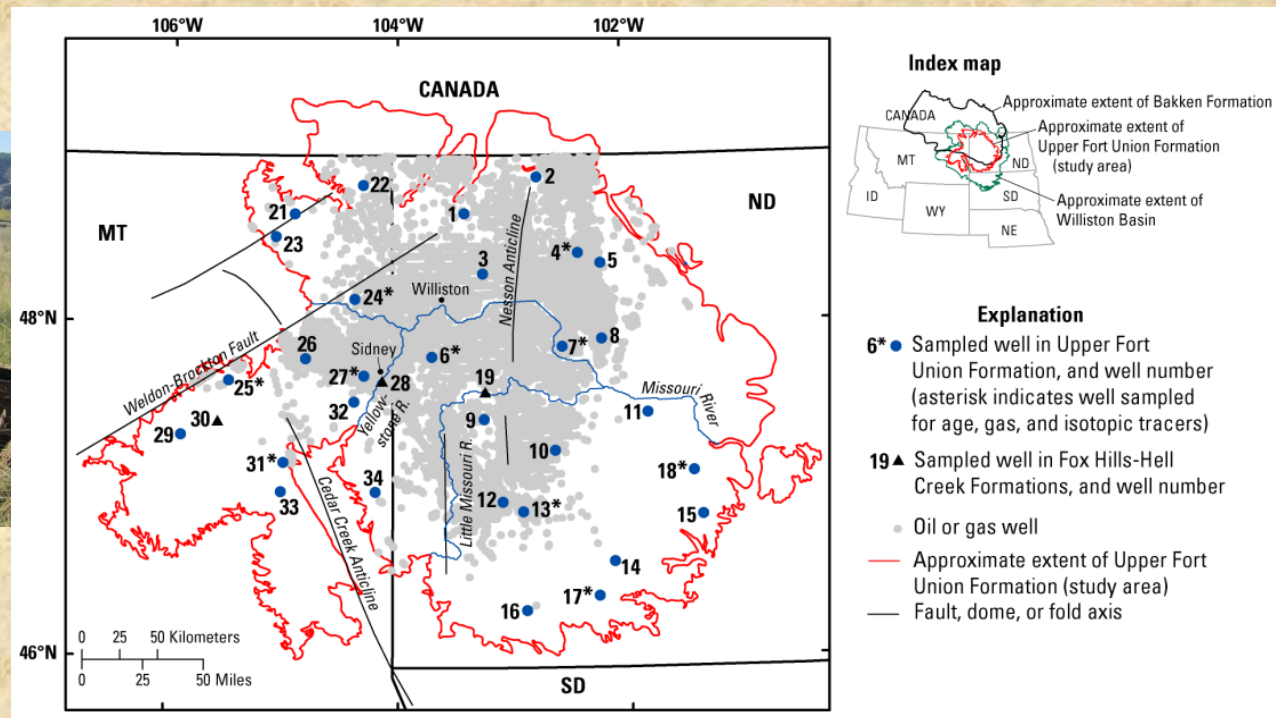 106°W
104°W
102°W
CANADA
MT
ND
SD
48°N
46°N
22
2
21
1
23
4*
5
3
24*
Williston
Nesson Anticline
26
8
7*
6*
Sidney
27*
28
19
Weldon-Brockton Fault
25*
32
Yellow-
stone R.
Missouri
River
30
29
9
11
10
31*
18*
34
33
Little Missouri R.
Cedar Creek Anticline
12
13*
15
14
17*
16
0 25 50 Kilometers
0 25 50 Miles
Index map
CANADA
Approximate extent of Bakken Formation
Approximate extent of
Upper Fort Union Formation
(study area)
Approximate extent of
Williston Basin
MT
ND
ID
SD
WY
NE
Explanation
6* Sampled well in Upper Fort
Union Formation, and well number
(asterisk indicates well sampled
for age, gas, and isotopic tracers)
19 Sampled well in Fox Hills-Hell
Creek Formations, and well number
Oil or gas well
Approximate extent of Upper Fort
Union Formation (study area)
Fault, dome, or fold axis